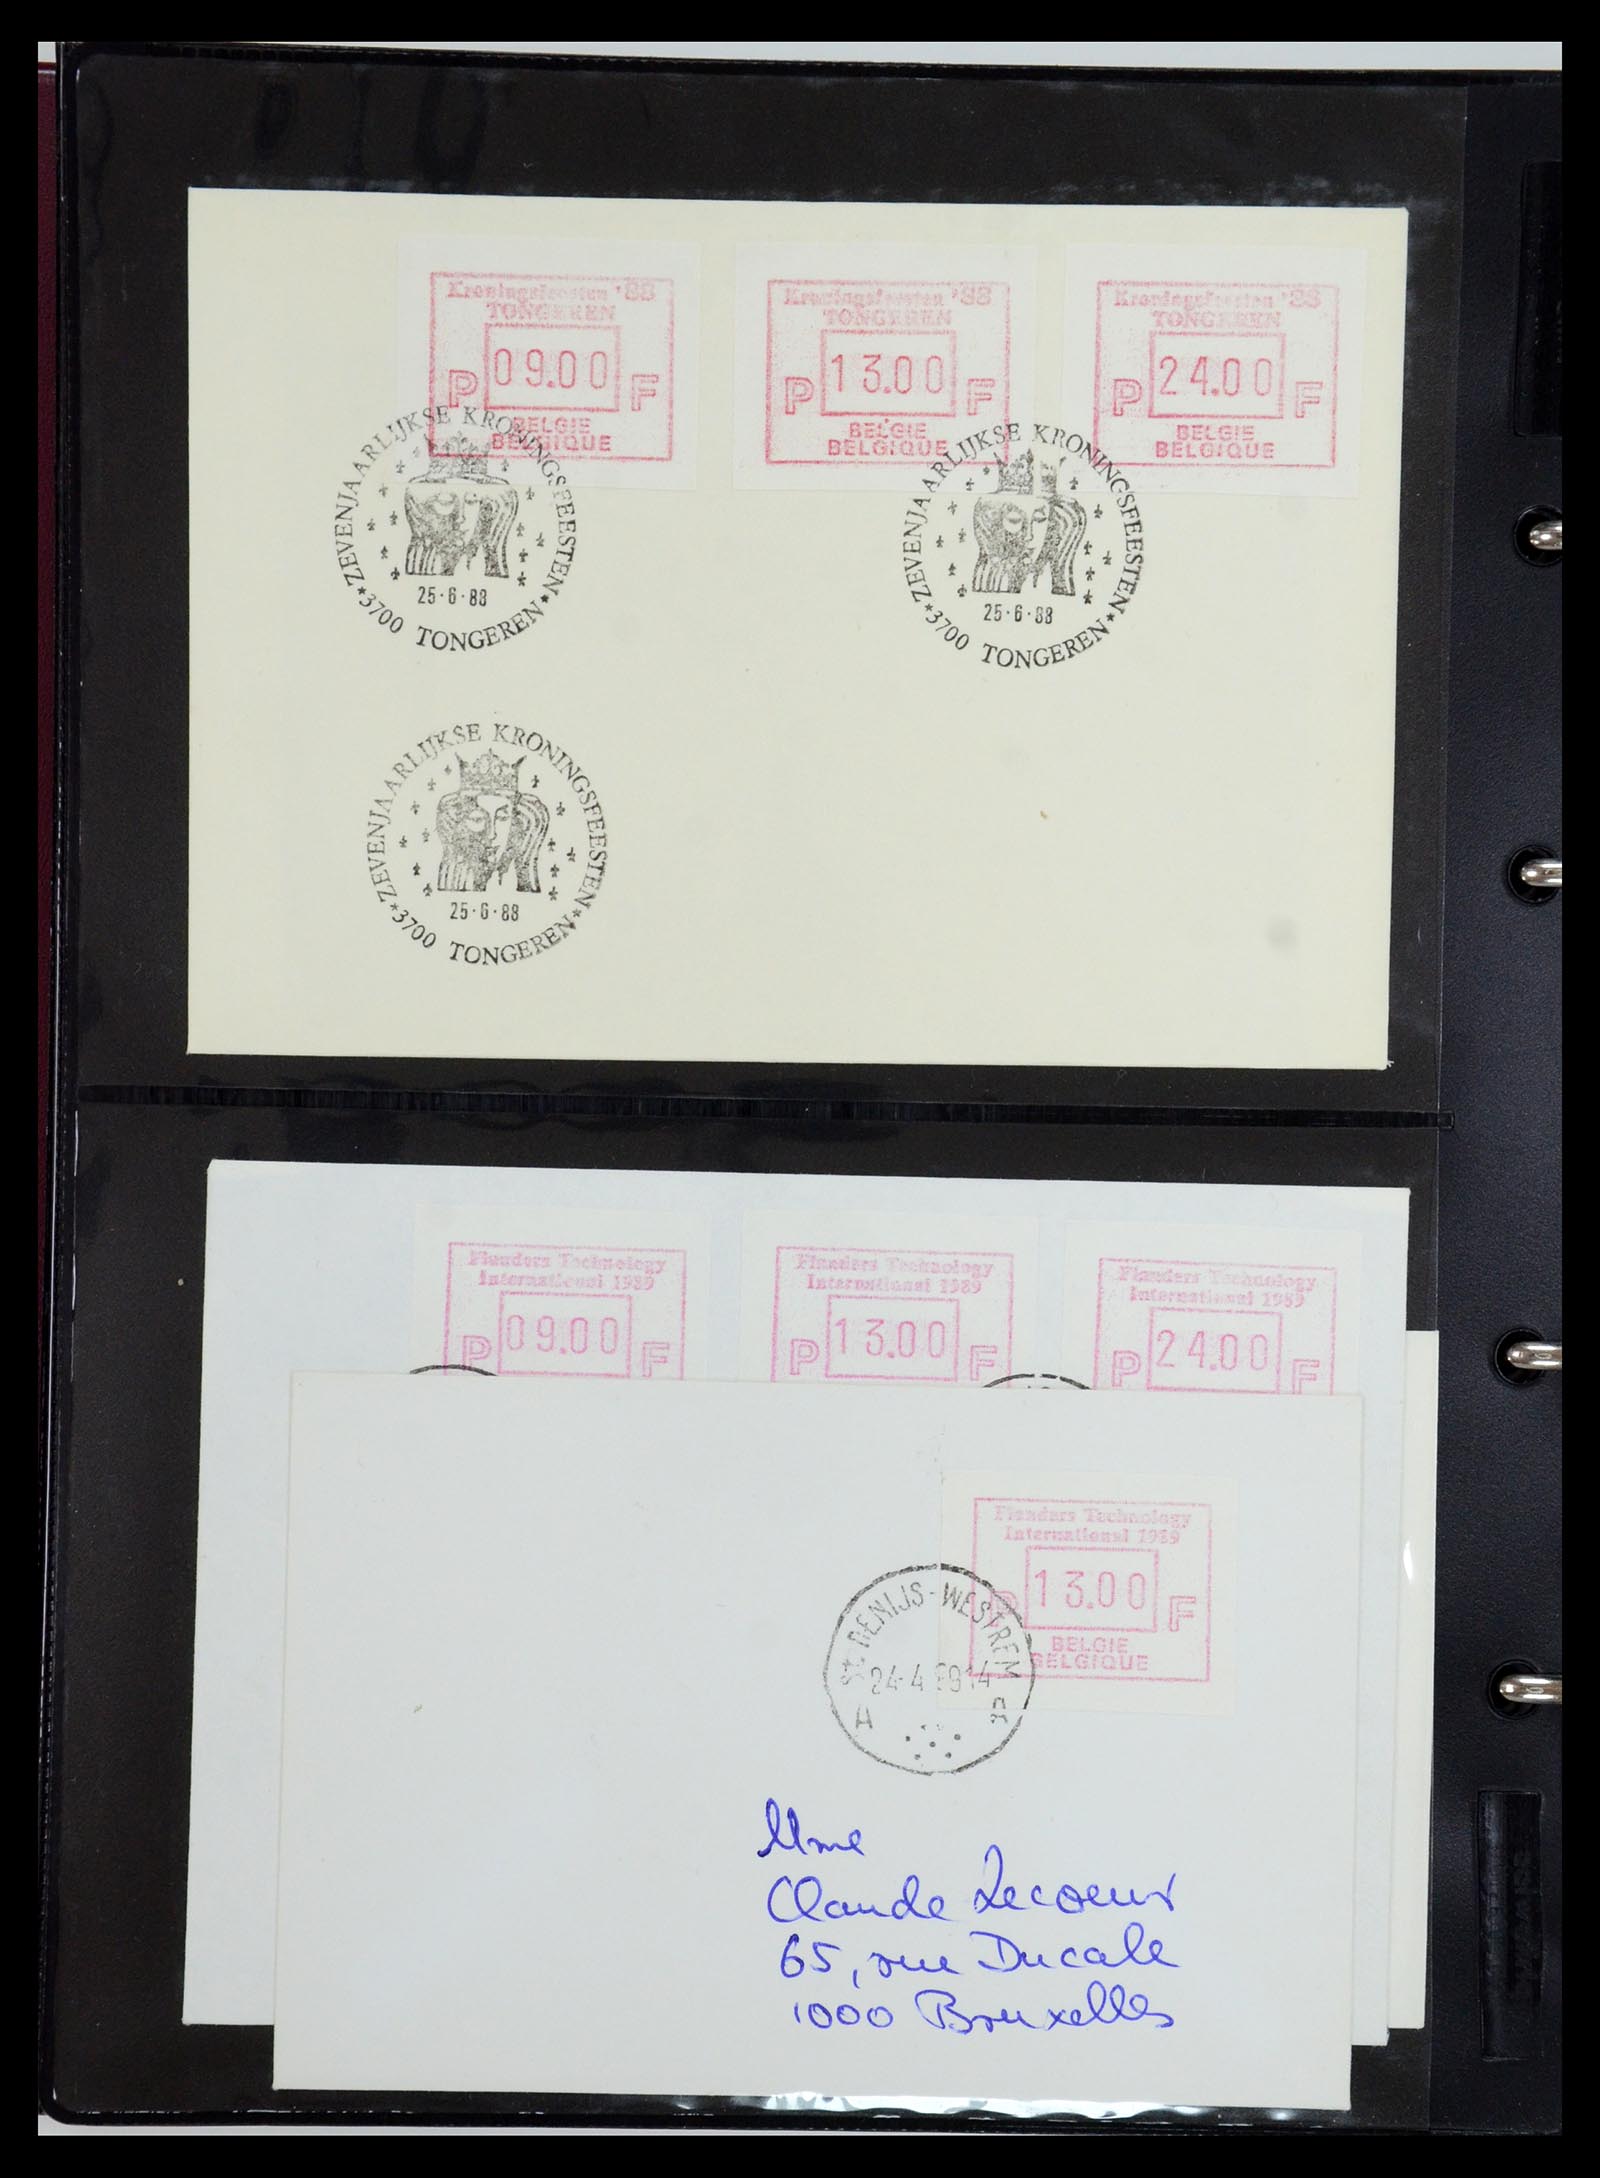 Kroningsfeesten '88
TONGEREN
P 09.00 F
BELGIE
BELGIQUE
Kroningsfeesten '88
TONGEREN
P 13.00 F
BELGIE
BELGIQUE
Kroningsfeesten '88
TONGEREN
P 24.00 F
BELGIE
BELGIQUE
ZEVENJAARLIJKSE KRONINGSFEESTEN
25·6·88
*3700 TONGEREN*
ZEVENJAARLIJKSE KRONINGSFEESTEN
25·6·88
*3700 TONGEREN*
ZEVENJAARLIJKSE KRONINGSFEESTEN
25·6·88
*3700 TONGEREN*
Flanders Technology
International 1989
P 09.00 F
Flanders Technology
International 1989
P 13.00 F
Flanders Technology
International 1989
P 24.00 F
Flanders Technology
International 1989
P 13.00 F
BELGIE
BELGIQUE
ST. DENIJS-WESTREM
24-4 89 14
A
Mme
Claude Lecoeur
65, rue Ducale
1000 Bruxelles